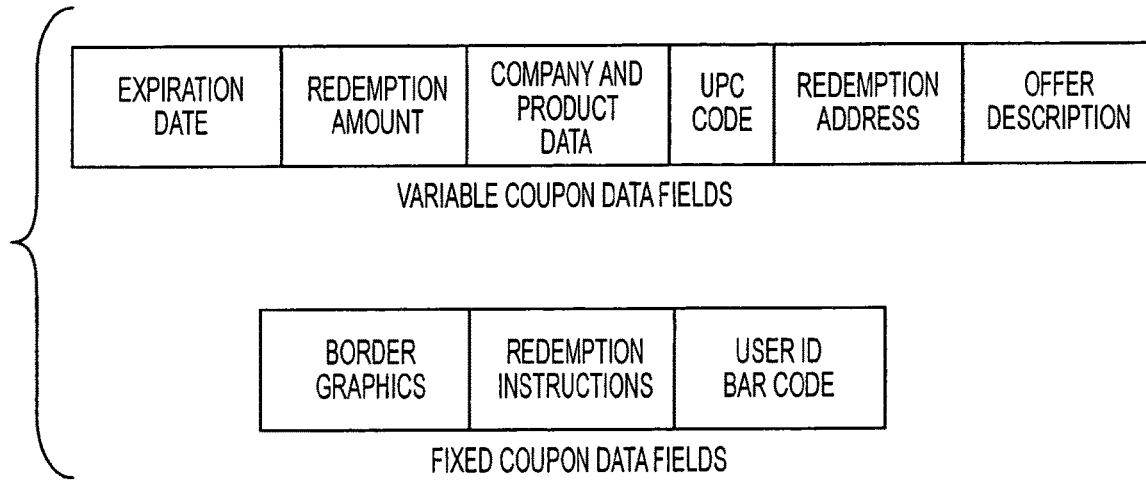 EXPIRATION
DATE
REDEMPTION
AMOUNT
COMPANY AND
PRODUCT
DATA
UPC
CODE
REDEMPTION
ADDRESS
OFFER
DESCRIPTION
VARIABLE COUPON DATA FIELDS
BORDER
GRAPHICS
REDEMPTION
INSTRUCTIONS
USER ID
BAR CODE
FIXED COUPON DATA FIELDS